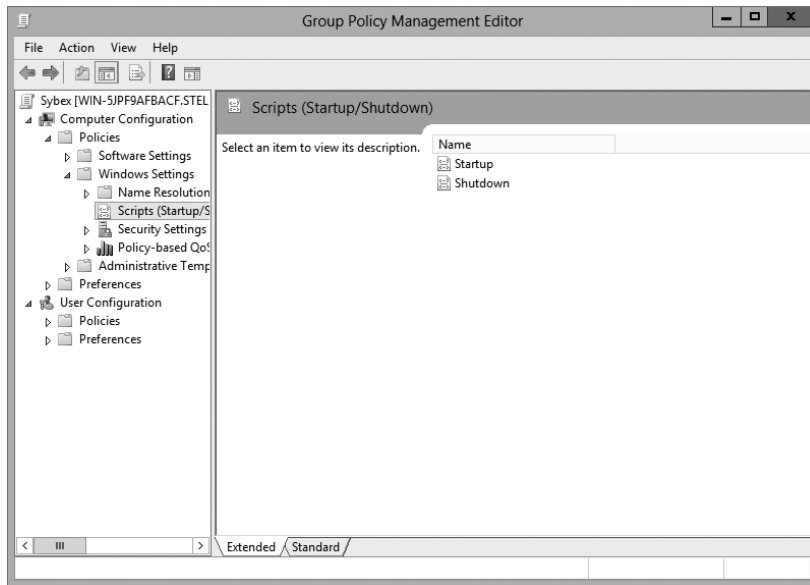 Group Policy Management Editor
File Action View Help
Sybex [WIN-5JPF9AFBACF.STEL
Computer Configuration
Policies
Software Settings
Windows Settings
Name Resolution
Scripts (Startup/S
Security Settings
Policy-based QoS
Administrative Temp
Preferences
User Configuration
Policies
Preferences
Scripts (Startup/Shutdown)
Select an item to view its description.
Name
Startup
Shutdown
Extended Standard